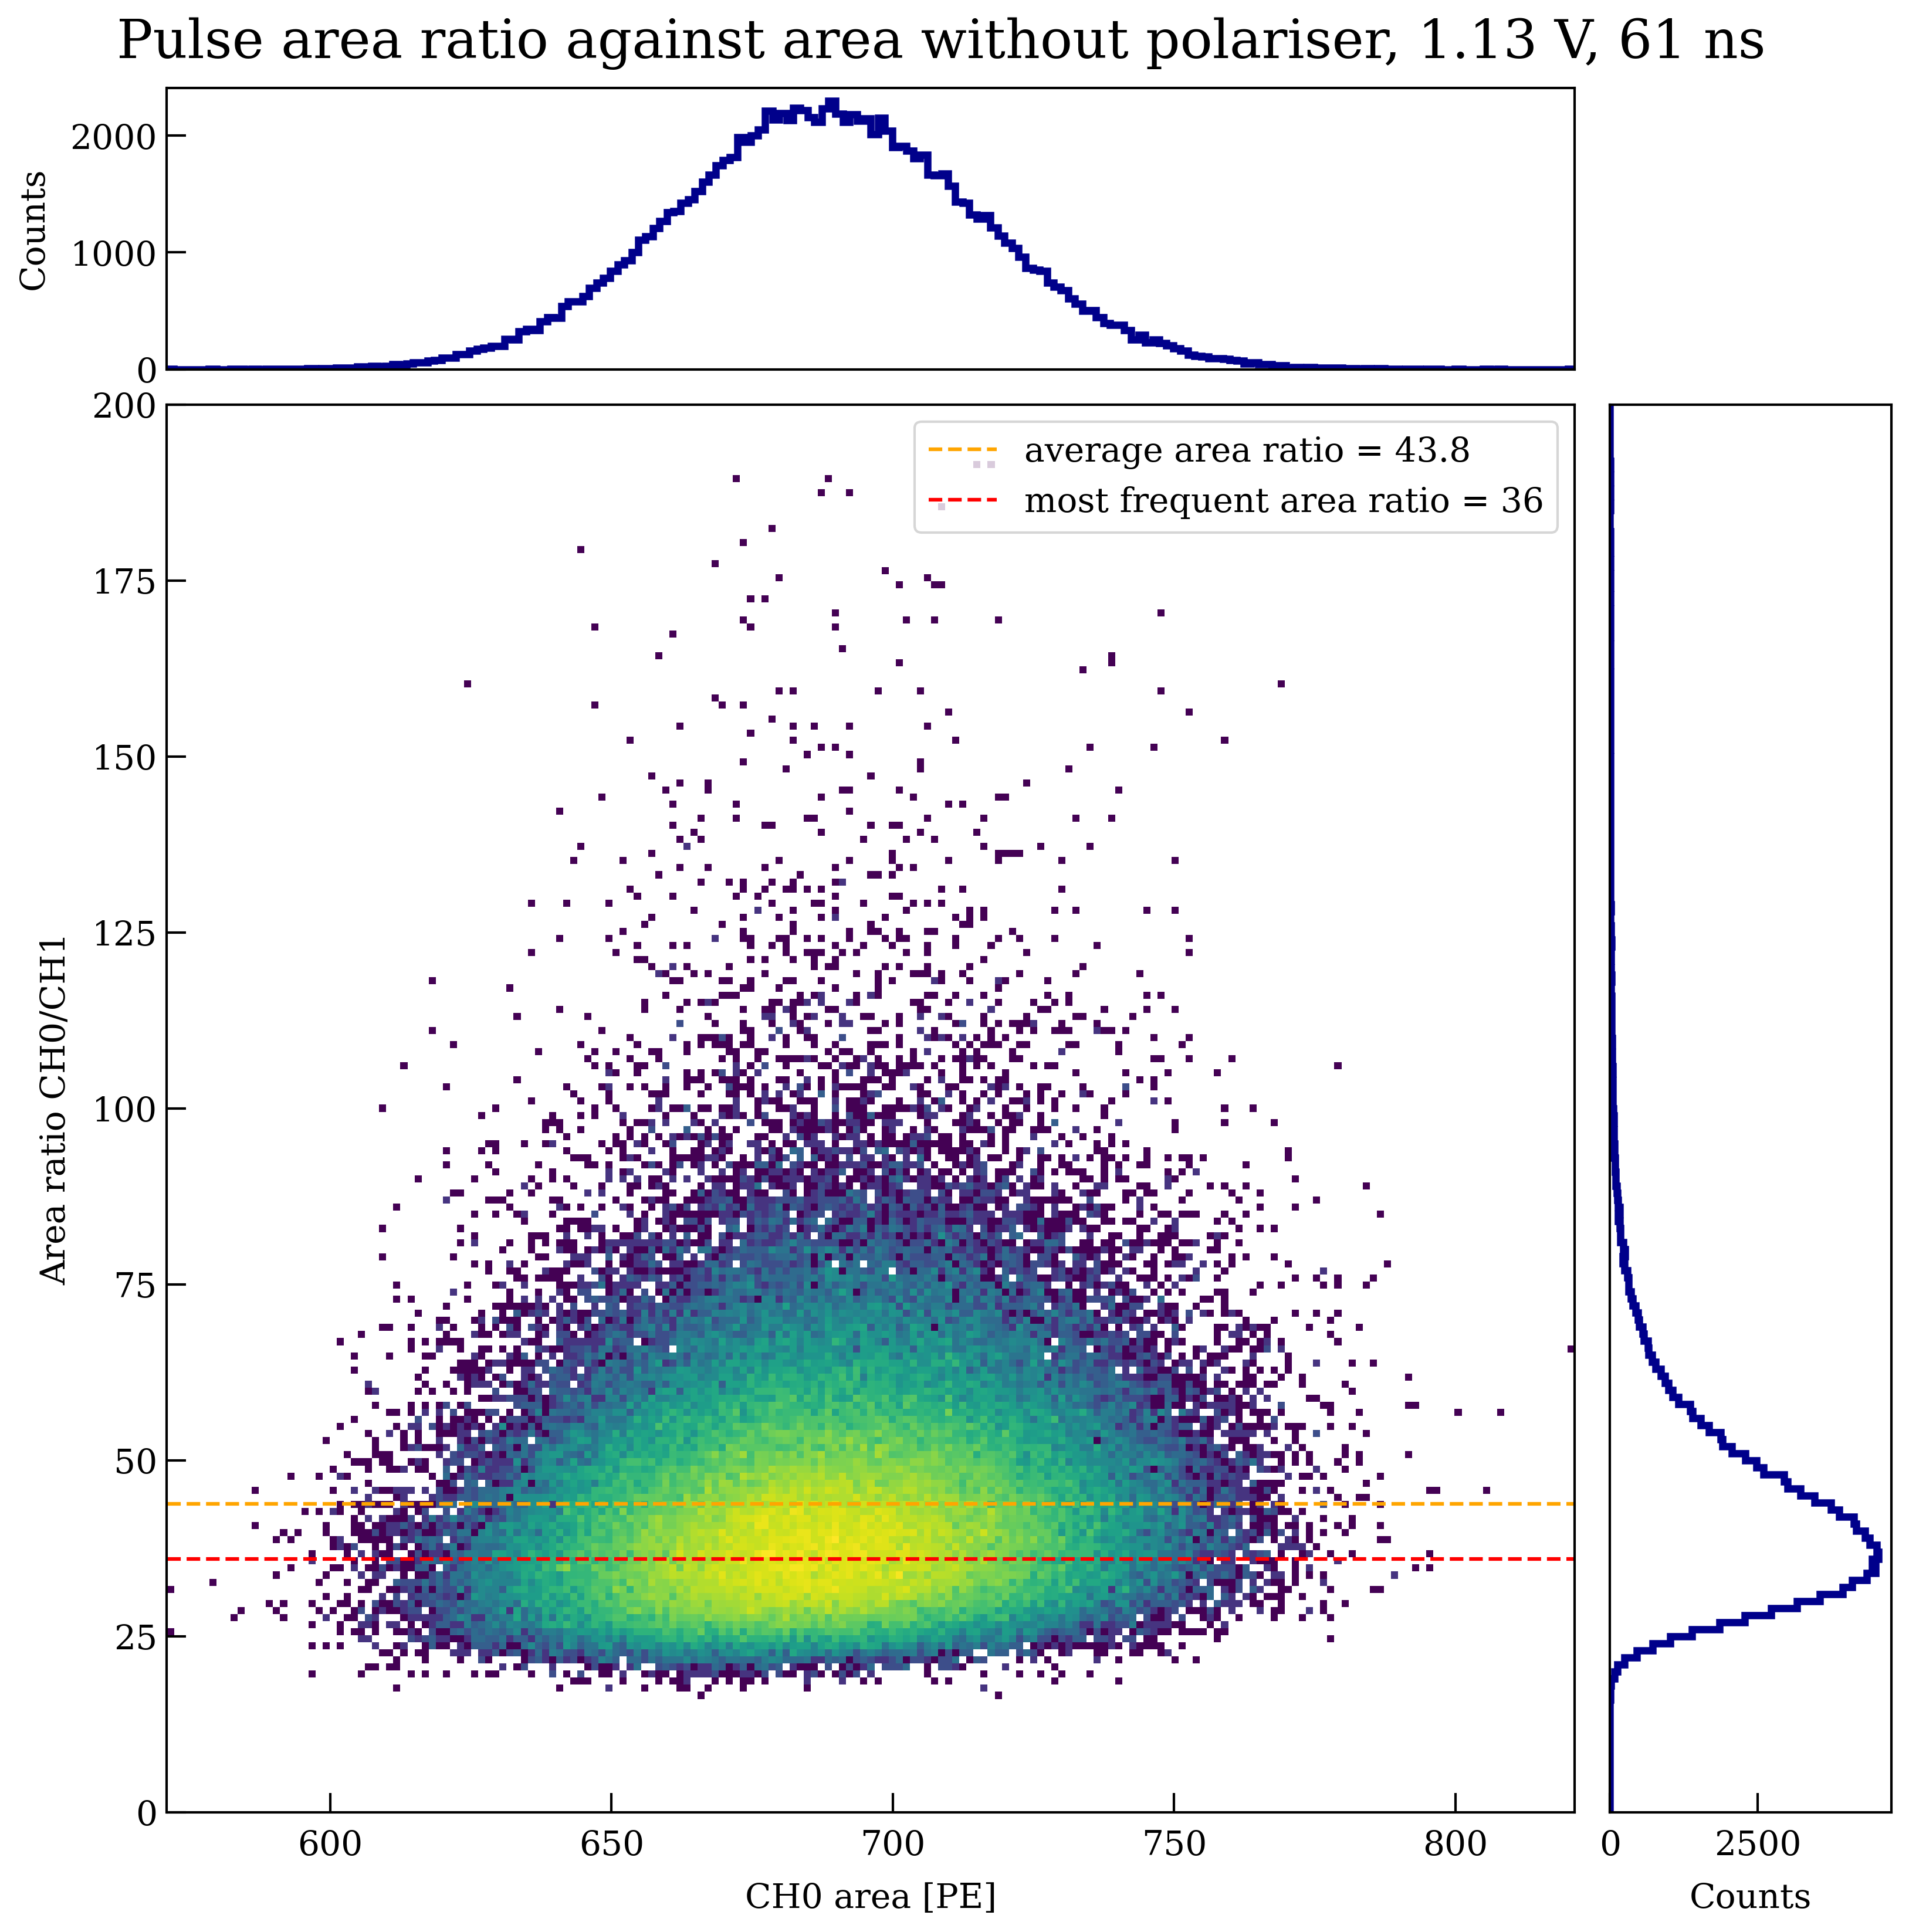 Pulse area ratio against area without polariser, 1.13 V, 61 ns
2000
1000
0
Counts
200
175
150
125
100
75
50
25
0
Area ratio CH0/CH1
average area ratio = 43.8
most frequent area ratio = 36
600 650 700 750 800
CH0 area [PE]
0 2500
Counts